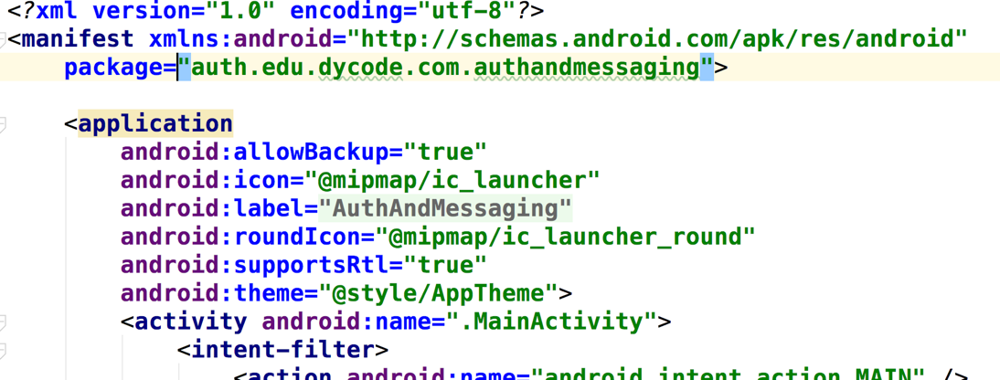 <?xml version="1.0" encoding="utf-8"?>
<manifest xmlns:android="http://schemas.android.com/apk/res/android"
    package="auth.edu.dycode.com.authandmessaging">

    <application
        android:allowBackup="true"
        android:icon="@mipmap/ic_launcher"
        android:label="AuthAndMessaging"
        android:roundIcon="@mipmap/ic_launcher_round"
        android:supportsRtl="true"
        android:theme="@style/AppTheme">
        <activity android:name=".MainActivity">
            <intent-filter>
                <action android:name="android.intent.action.MAIN" />